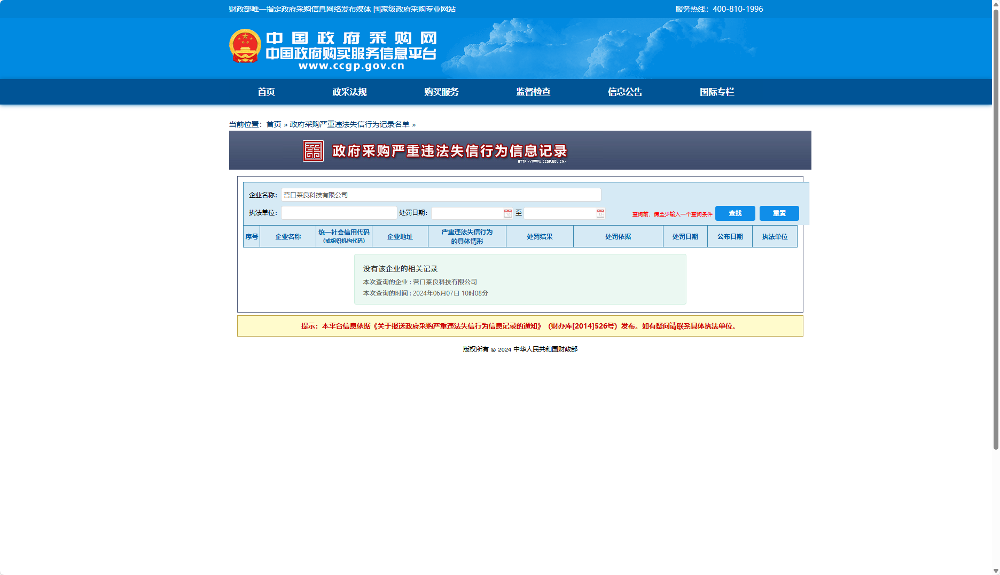 财政部唯一指定政府采购信息网络发布媒体 国家级政府采购专业网站 服务热线：400-810-1996
中国政府采购网
中国政府购买服务信息平台
www.ccgp.gov.cn
首页 政采法规 购买服务 监督检查 信息公告 国际专栏
当前位置：首页 » 政府采购严重违法失信行为记录名单 »
政府采购严重违法失信行为信息记录
HTTP://WWW.CCGP.GOV.CN/
企业名称：营口莱良科技有限公司
执法单位： 处罚日期： 至 查询前，请至少输入一个查询条件 查找 重置
序号 企业名称 统一社会信用代码 企业地址 严重违法失信行为 处罚结果 处罚依据 处罚日期 公布日期 执法单位
（或组织机构代码） 的具体情形
没有该企业的相关记录
本次查询的企业 : 营口莱良科技有限公司
本次查询的时间 : 2024年06月07日 10时08分
提示：本平台信息依据《关于报送政府采购严重违法失信行为信息记录的通知》（财办库[2014]526号）发布。如有疑问请联系具体执法单位。
版权所有 © 2024 中华人民共和国财政部